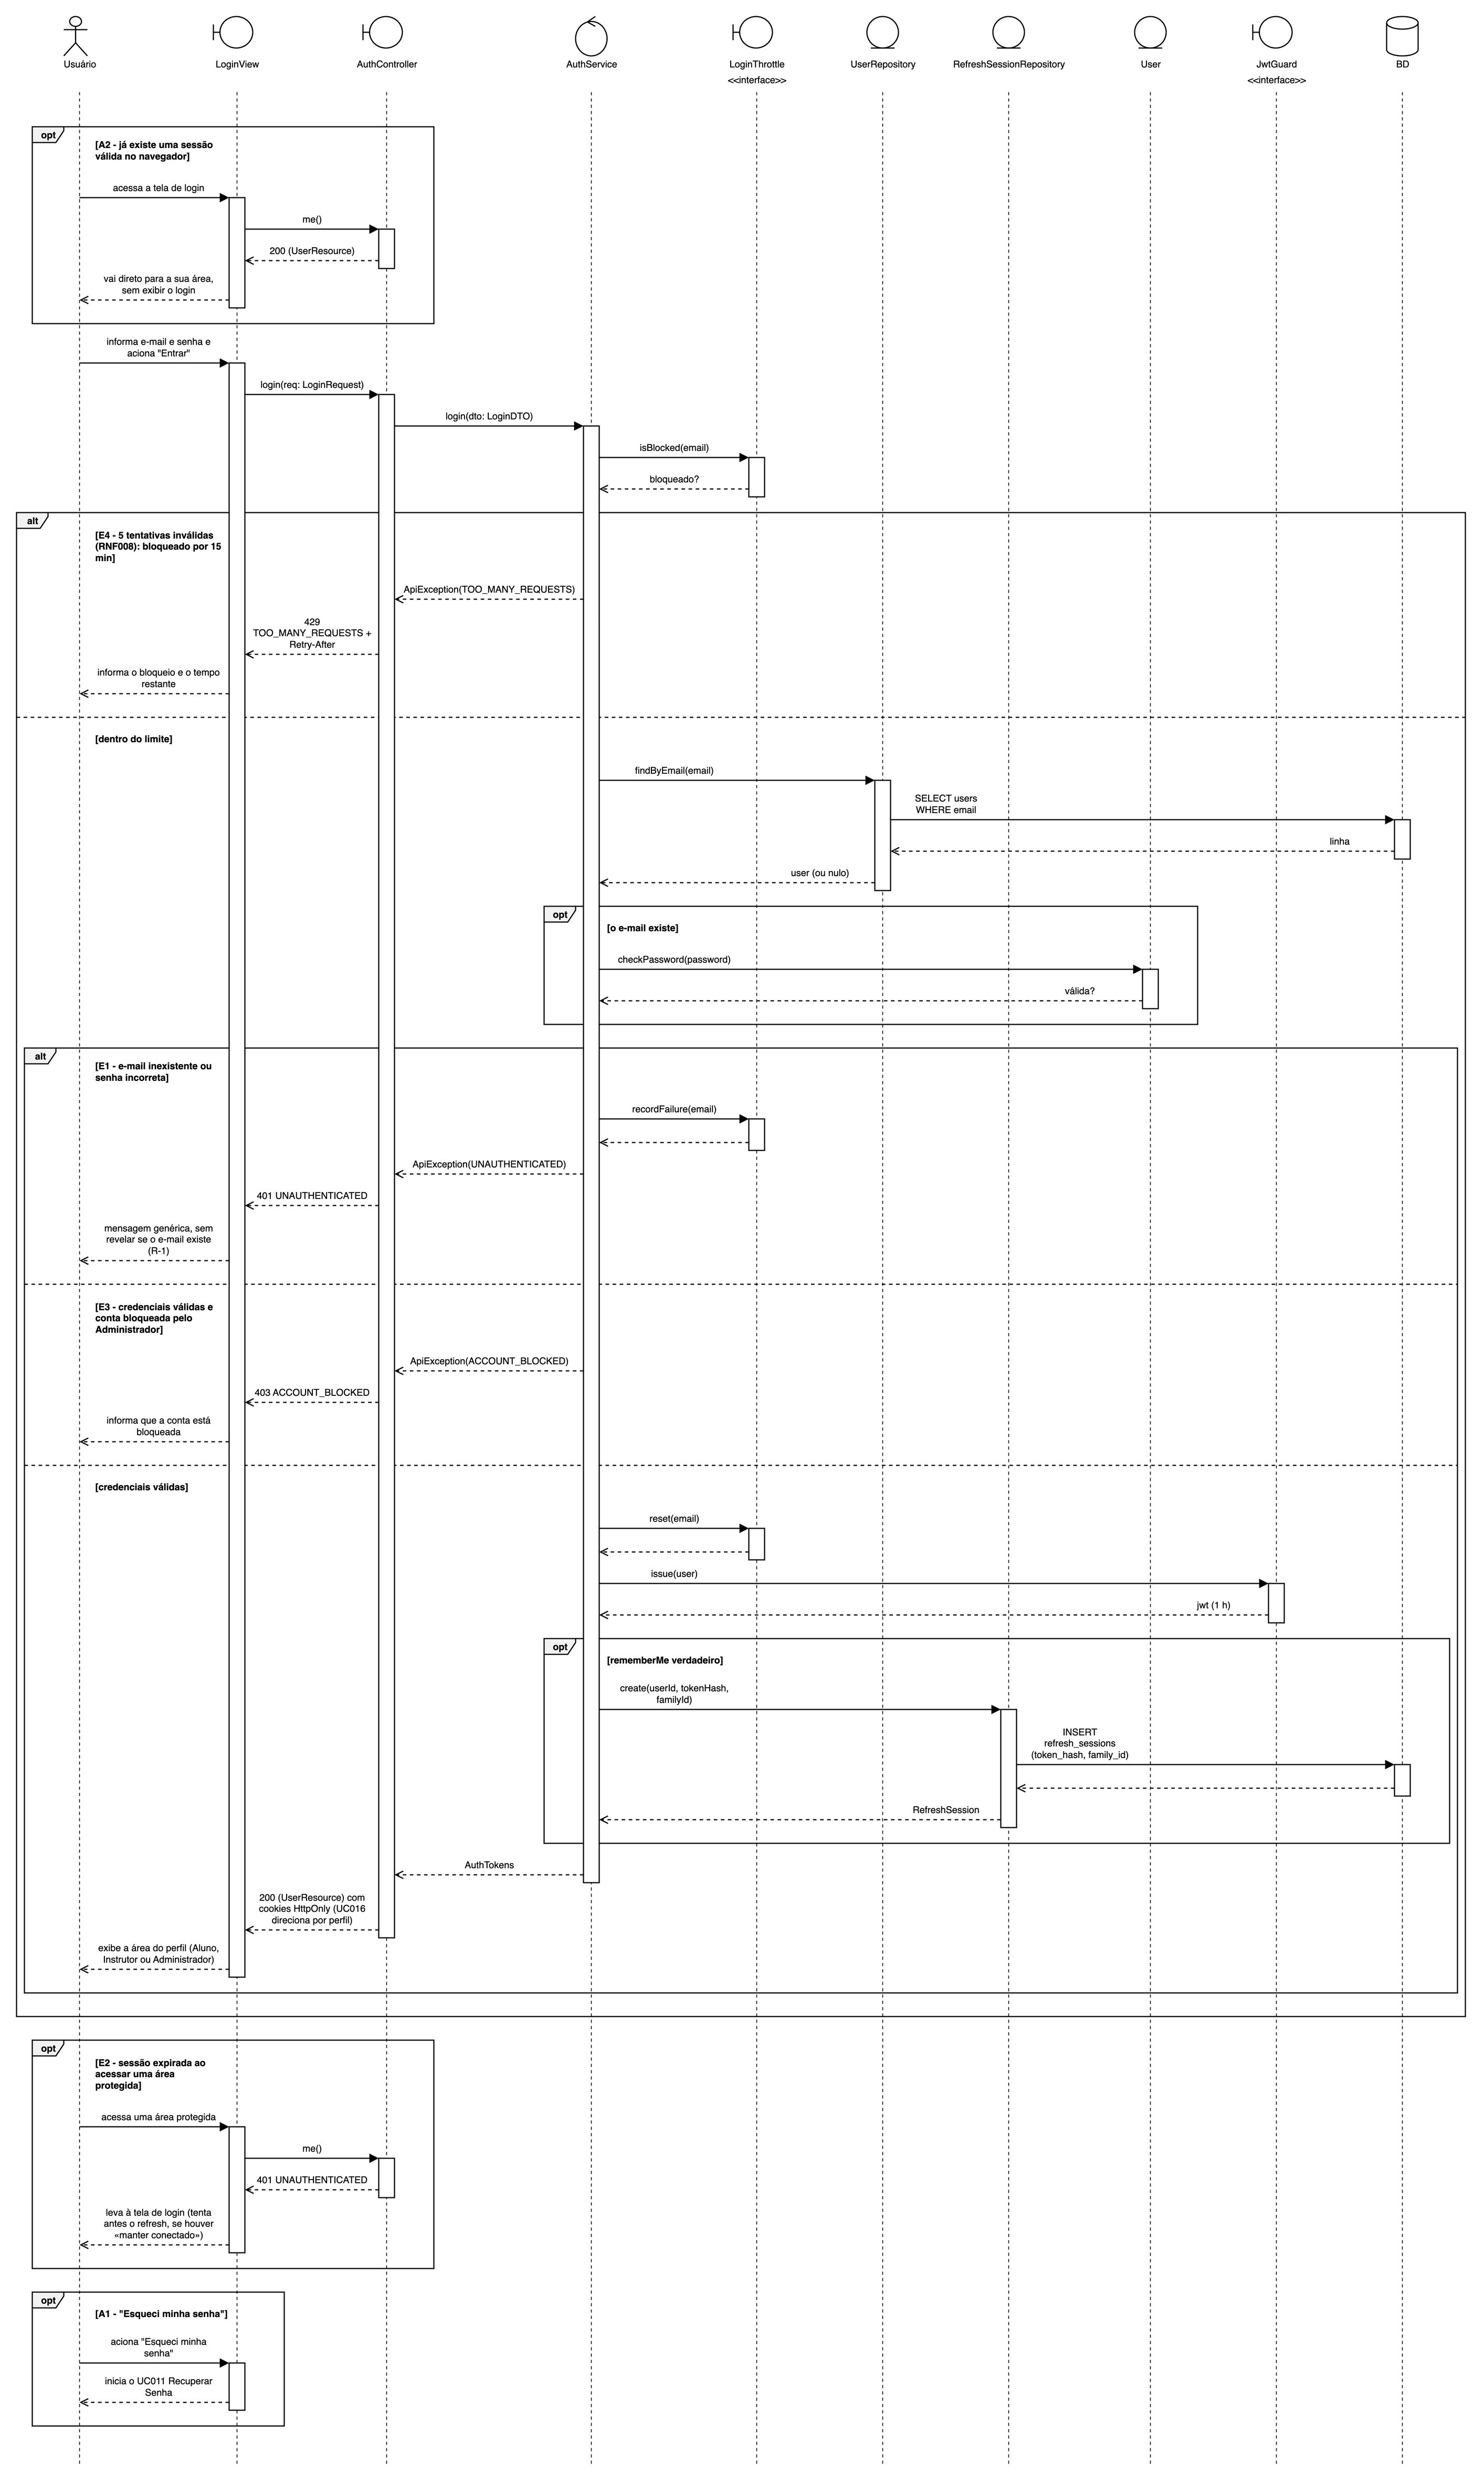 Usuário
LoginView
AuthController
AuthService
LoginThrottle
<<interface>>
UserRepository
RefreshSessionRepository
User
JwtGuard
<<interface>>
BD
opt
[A2 - já existe uma sessão
válida no navegador]
acessa a tela de login
me()
200 (UserResource)
vai direto para a sua área,
sem exibir o login
informa e-mail e senha e
aciona "Entrar"
login(req: LoginRequest)
login(dto: LoginDTO)
isBlocked(email)
bloqueado?
alt
[E4 - 5 tentativas inválidas
(RNF008): bloqueado por 15
min]
ApiException(TOO_MANY_REQUESTS)
429
TOO_MANY_REQUESTS +
Retry-After
informa o bloqueio e o tempo
restante
[dentro do limite]
findByEmail(email)
SELECT users
WHERE email
linha
user (ou nulo)
opt
[o e-mail existe]
checkPassword(password)
válida?
alt
[E1 - e-mail inexistente ou
senha incorreta]
recordFailure(email)
ApiException(UNAUTHENTICATED)
401 UNAUTHENTICATED
mensagem genérica, sem
revelar se o e-mail existe
(R-1)
[E3 - credenciais válidas e
conta bloqueada pelo
Administrador]
ApiException(ACCOUNT_BLOCKED)
403 ACCOUNT_BLOCKED
informa que a conta está
bloqueada
[credenciais válidas]
reset(email)
issue(user)
jwt (1 h)
opt
[rememberMe verdadeiro]
create(userId, tokenHash,
familyId)
INSERT
refresh_sessions
(token_hash, family_id)
RefreshSession
AuthTokens
200 (UserResource) com
cookies HttpOnly (UC016
direciona por perfil)
exibe a área do perfil (Aluno,
Instrutor ou Administrador)
opt
[E2 - sessão expirada ao
acessar uma área
protegida]
acessa uma área protegida
me()
401 UNAUTHENTICATED
leva à tela de login (tenta
antes o refresh, se houver
«manter conectado»)
opt
[A1 - "Esqueci minha senha"]
aciona "Esqueci minha
senha"
inicia o UC011 Recuperar
Senha